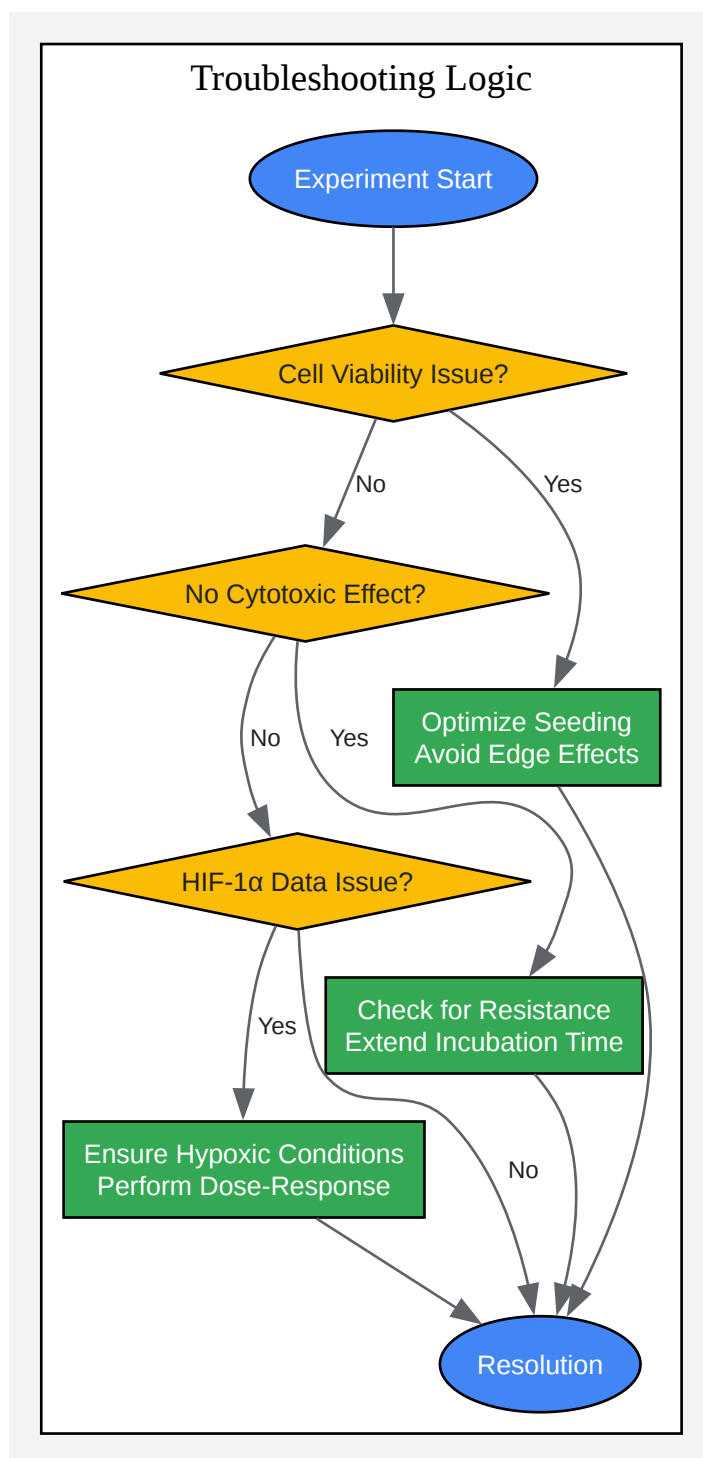 Troubleshooting Logic
Experiment Start
Cell Viability Issue?
No
Yes
No Cytotoxic Effect?
Optimize Seeding
Avoid Edge Effects
No
Yes
HIF-1α Data Issue?
Check for Resistance
Extend Incubation Time
Yes
Ensure Hypoxic Conditions
Perform Dose-Response
No
Resolution